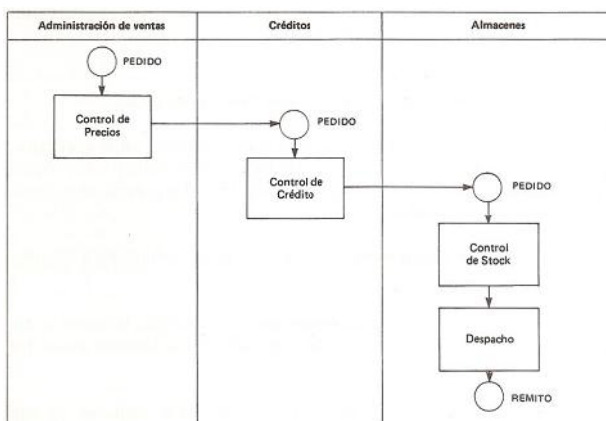 Administración de ventas
Créditos
Almacenes
PEDIDO
Control de
Precios
PEDIDO
Control de
Crédito
PEDIDO
Control
de Stock
Despacho
REMITO